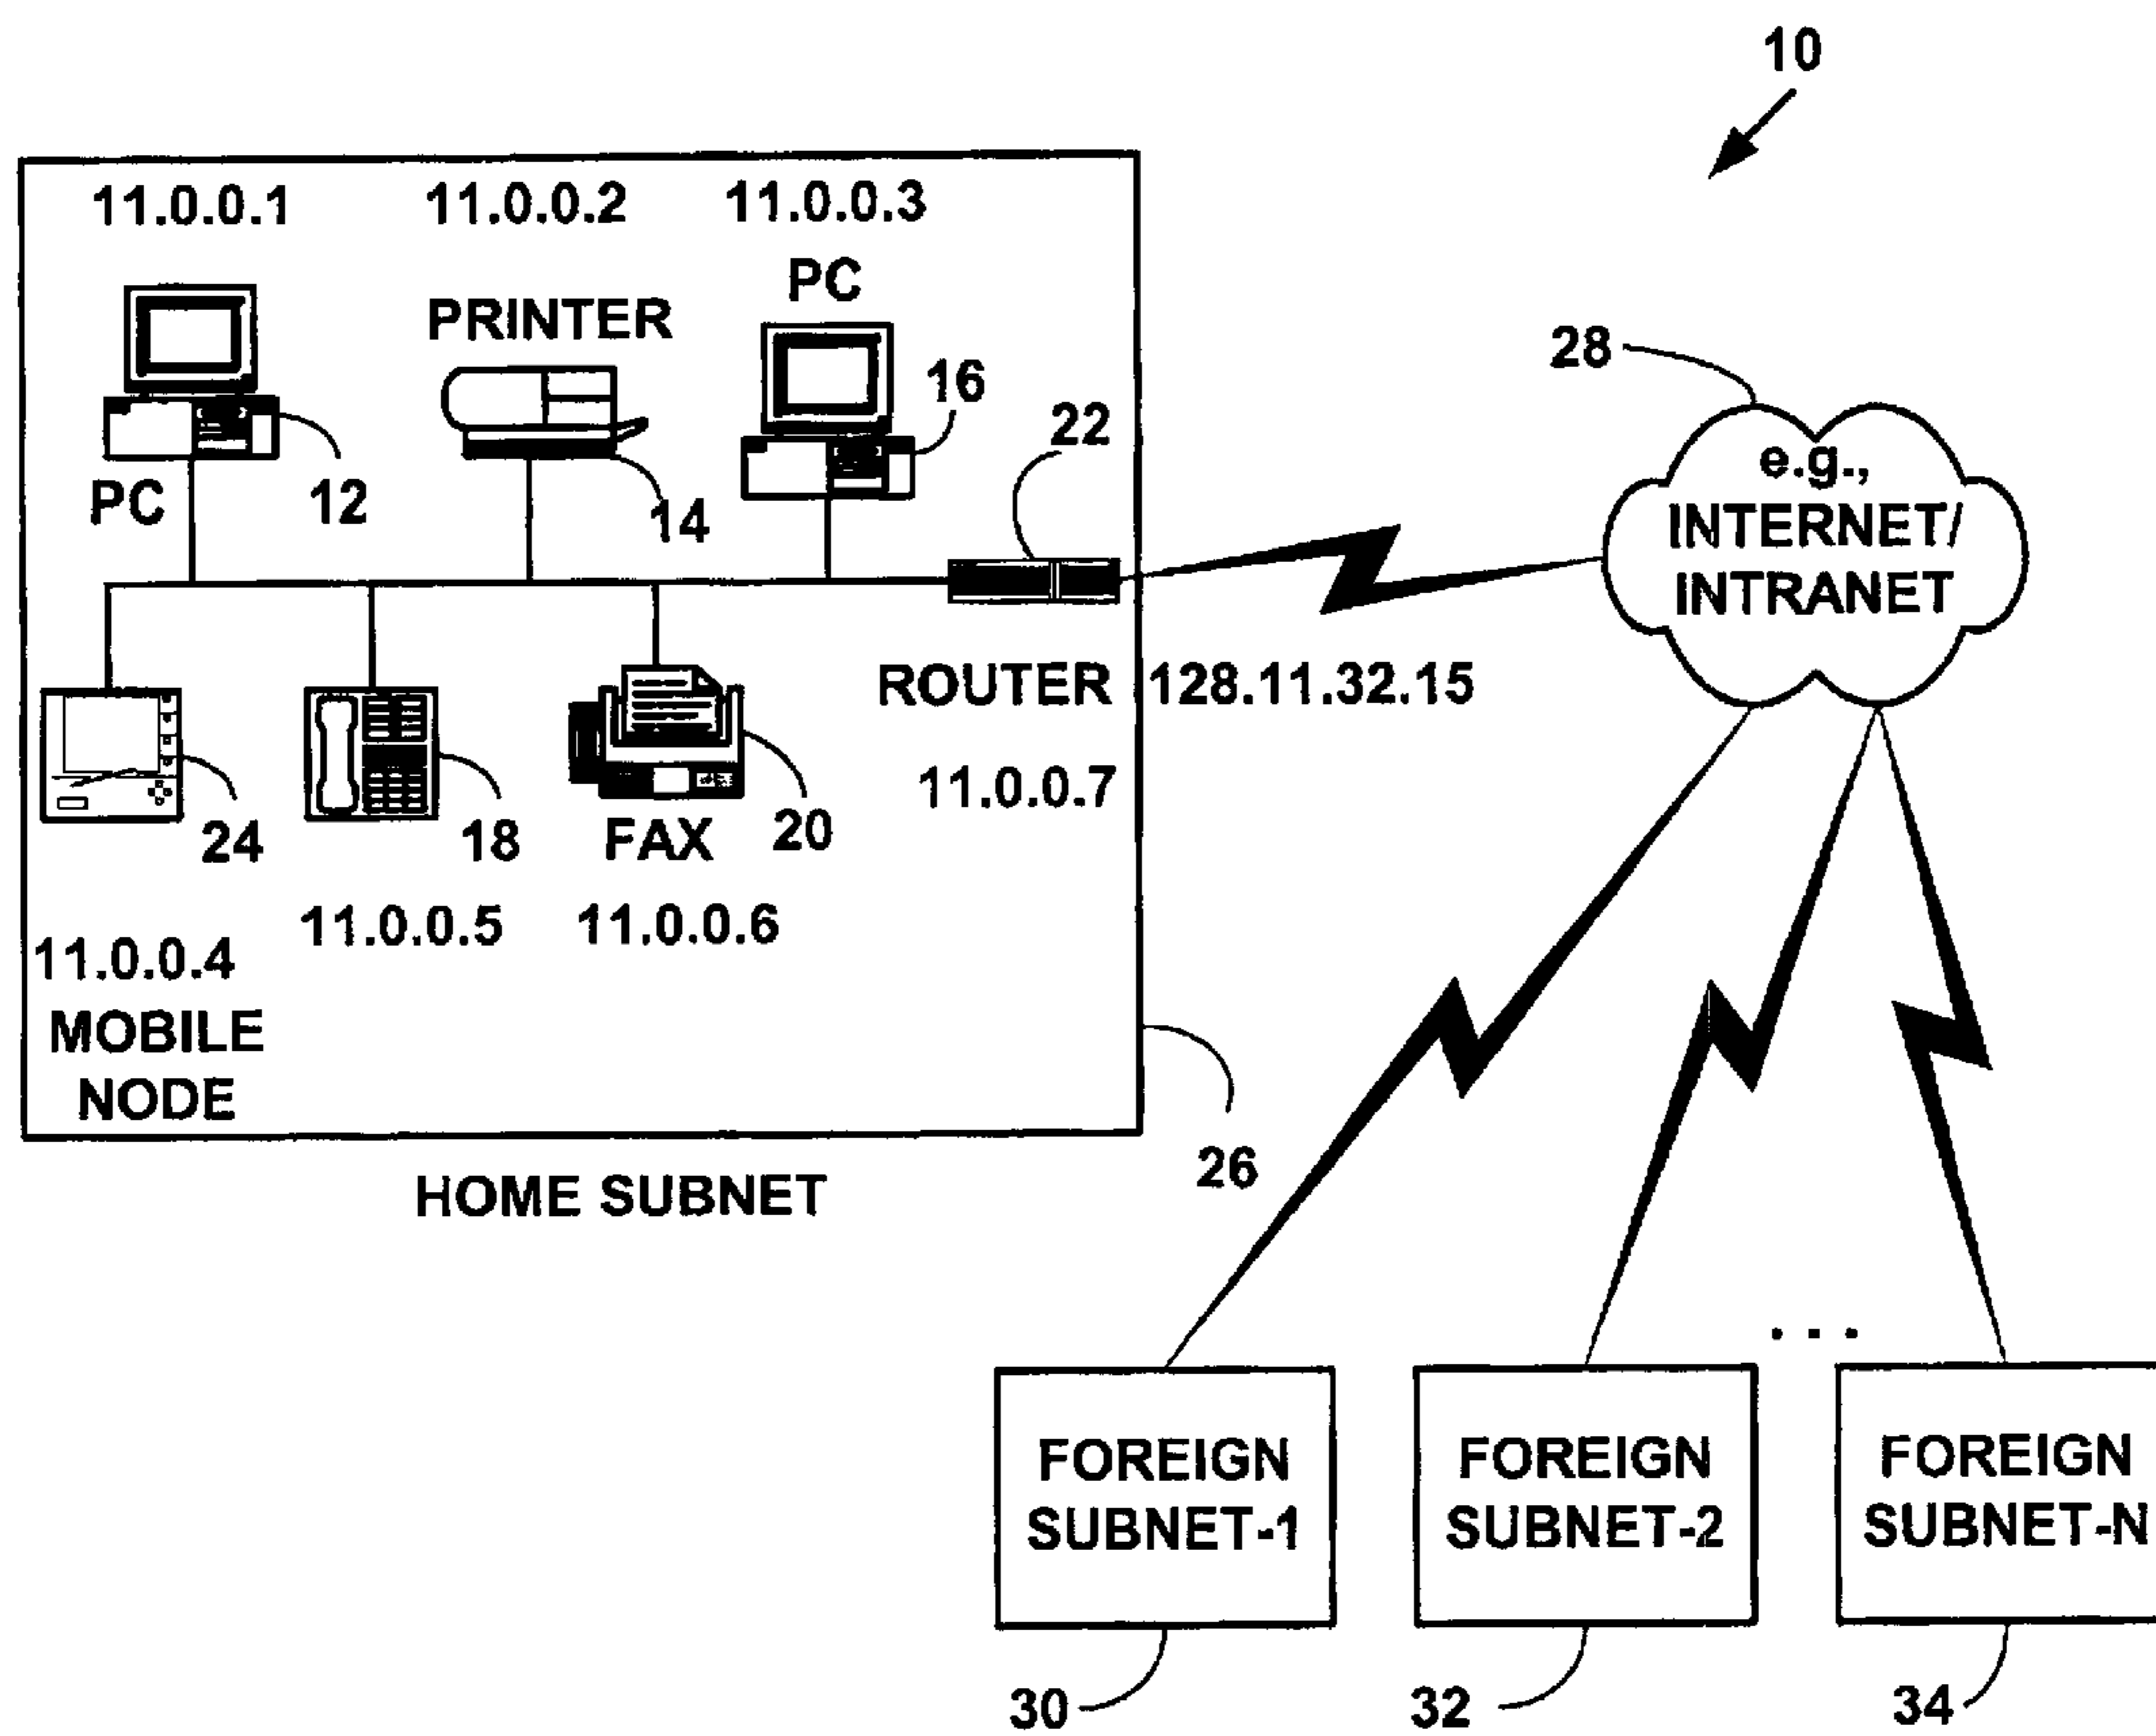 10
11.0.0.1 11.0.0.2 11.0.0.3
PC
PRINTER
28
16
22
e.g.,
INTERNET/
INTRANET
PC 12 14
ROUTER 128.11.32.15
11.0.0.7
24 18 FAX 20
11.0.0.5 11.0.0.6
11.0.0.4
MOBILE
NODE
26
HOME SUBNET
. . .
FOREIGN
SUBNET-1
FOREIGN
SUBNET-2
FOREIGN
SUBNET-N
30 32 34